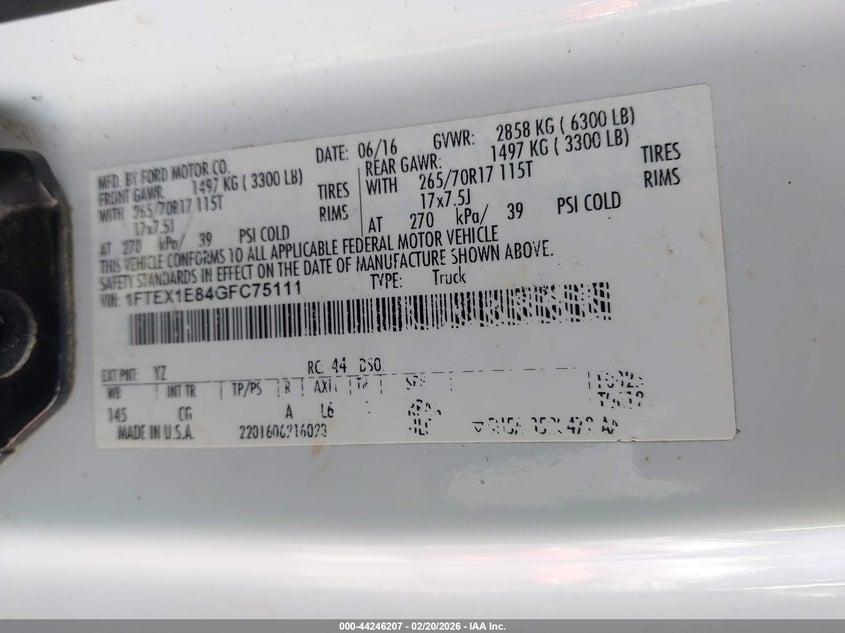 MFD. BY FORD MOTOR CO.
DATE: 06/16 GVWR: 2858 KG ( 6300 LB)
FRONT GAWR: 1497 KG ( 3300 LB)
REAR GAWR: 1497 KG ( 3300 LB)
WITH 265/70R17 115T TIRES
WITH 265/70R17 115T TIRES
17x7.5J RIMS
17x7.5J RIMS
AT 270 kPa/ 39 PSI COLD
AT 270 kPa/ 39 PSI COLD
THIS VEHICLE CONFORMS TO ALL APPLICABLE FEDERAL MOTOR VEHICLE
SAFETY STANDARDS IN EFFECT ON THE DATE OF MANUFACTURE SHOWN ABOVE.
VIN: 1FTEX1E84GFC75111 TYPE: Truck
EXT PNT: YZ RC: 44 DSO:
WB INT TR TP/PS R AXLE
145 CG A L6
MADE IN U.S.A.
000-44246207 - 02/20/2026 - IAA Inc.